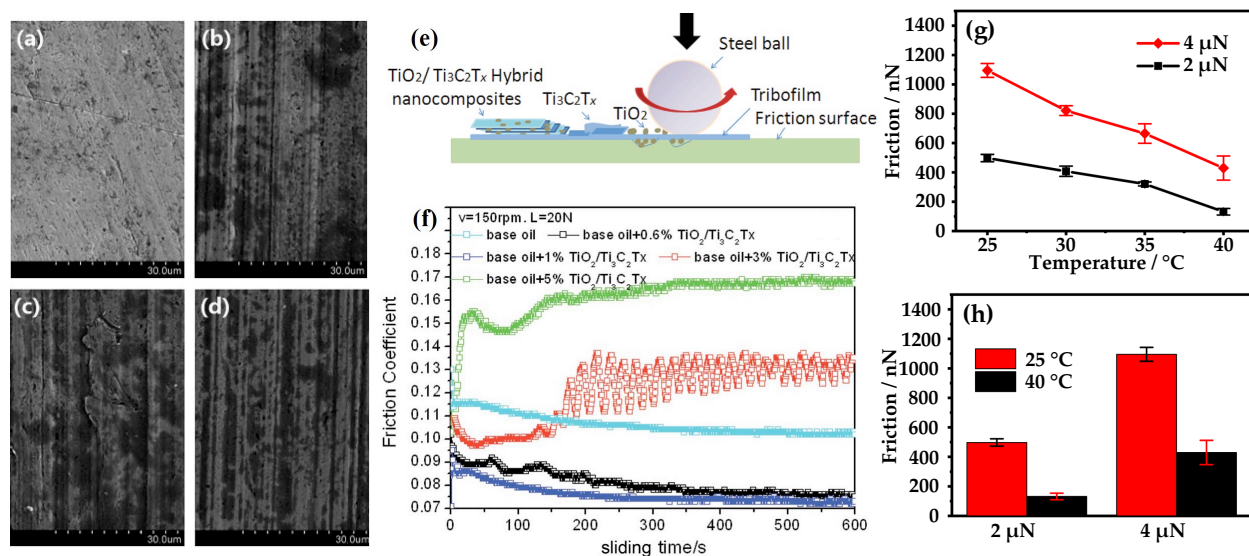 (a)
30.0um
(b)
30.0um
(c)
30.0um
(d)
30.0um
(e)
Steel ball
TiO2/ Ti3C2Tx Hybrid
nanocomposites
Ti3C2Tx
TiO2
Tribofilm
Friction surface
(f)
v=150rpm. L=20N
base oil
base oil+0.6% TiO2/Ti3C2Tx
base oil+1% TiO2/Ti3C2Tx
base oil+3% TiO2/Ti3C2Tx
base oil+5% TiO2/Ti3C2Tx
Friction Coefficient
0.17
0.16
0.15
0.13
0.12
0.11
0.10
0.09
0.08
0.07
0 100 200 300 400 500 600
sliding time/s
(g)
4 µN
2 µN
Friction / nN
1400
1200
1000
800
600
400
200
0
25 30 35 40
Temperature / °C
(h)
25 °C
40 °C
Friction / nN
1400
1200
1000
800
600
400
200
0
2 µN 4 µN